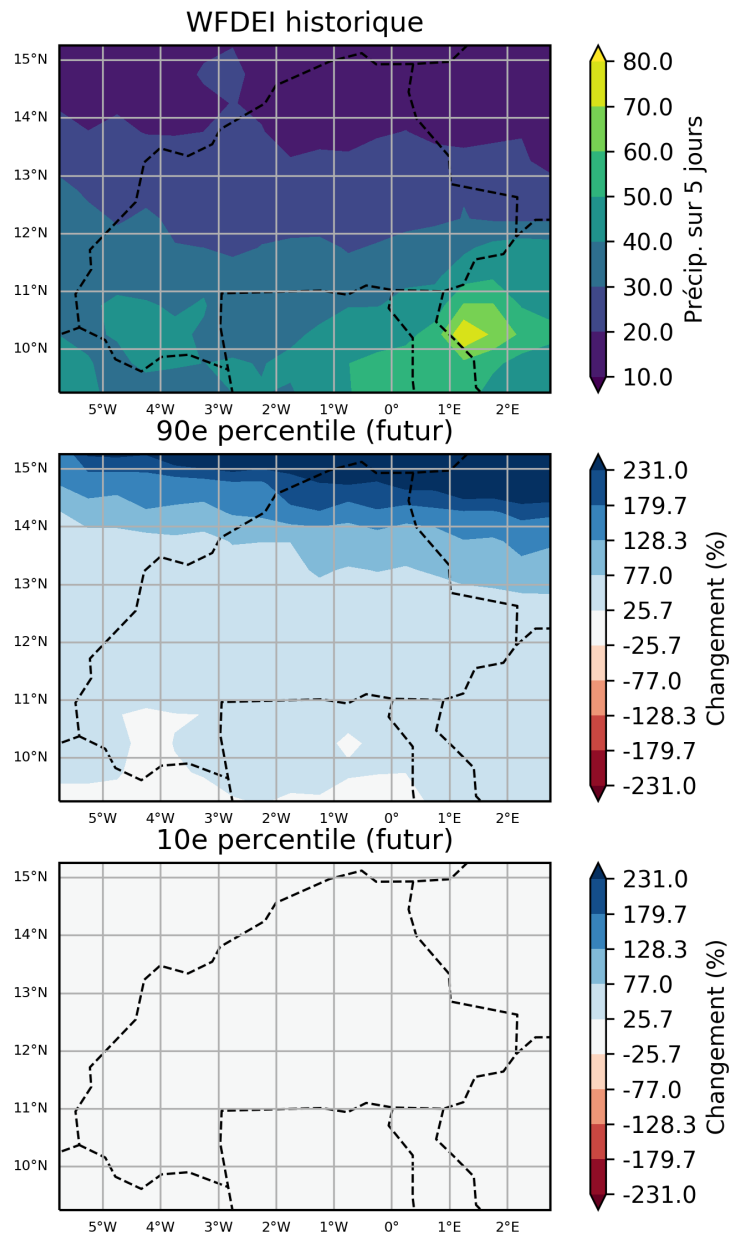 WFDEI historique
15°N
14°N
13°N
12°N
11°N
10°N
5°W 4°W 3°W 2°W 1°W 0° 1°E 2°E
80.0
70.0
60.0
50.0
40.0
30.0
20.0
10.0
Précip. sur 5 jours
90e percentile (futur)
15°N
14°N
13°N
12°N
11°N
10°N
5°W 4°W 3°W 2°W 1°W 0° 1°E 2°E
231.0
179.7
128.3
77.0
25.7
-25.7
-77.0
-128.3
-179.7
-231.0
Changement (%)
10e percentile (futur)
15°N
14°N
13°N
12°N
11°N
10°N
5°W 4°W 3°W 2°W 1°W 0° 1°E 2°E
231.0
179.7
128.3
77.0
25.7
-25.7
-77.0
-128.3
-179.7
-231.0
Changement (%)